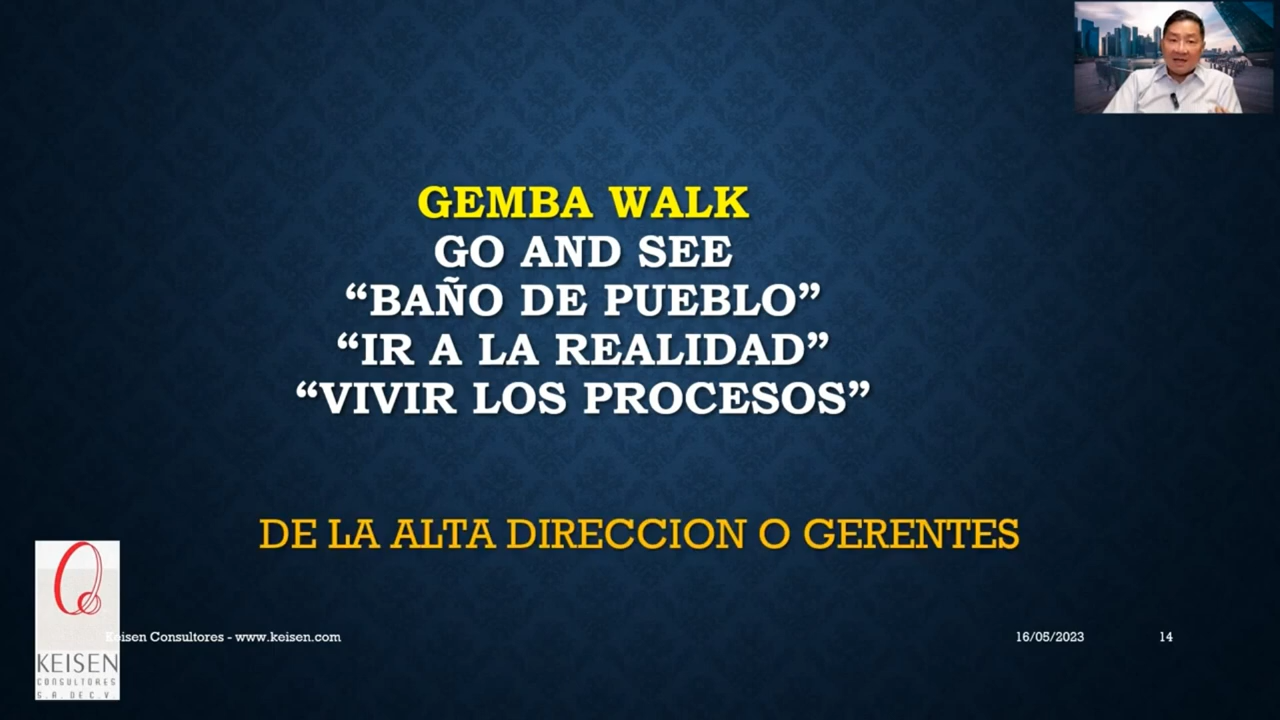 GEMBA WALK
GO AND SEE
“BAÑO DE PUEBLO”
“IR A LA REALIDAD”
“VIVIR LOS PROCESOS”
DE LA ALTA DIRECCION O GERENTES
Keisen Consultores - www.keisen.com
16/05/2023
14
KEISEN
CONSULTORES
S.A. DE C.V.